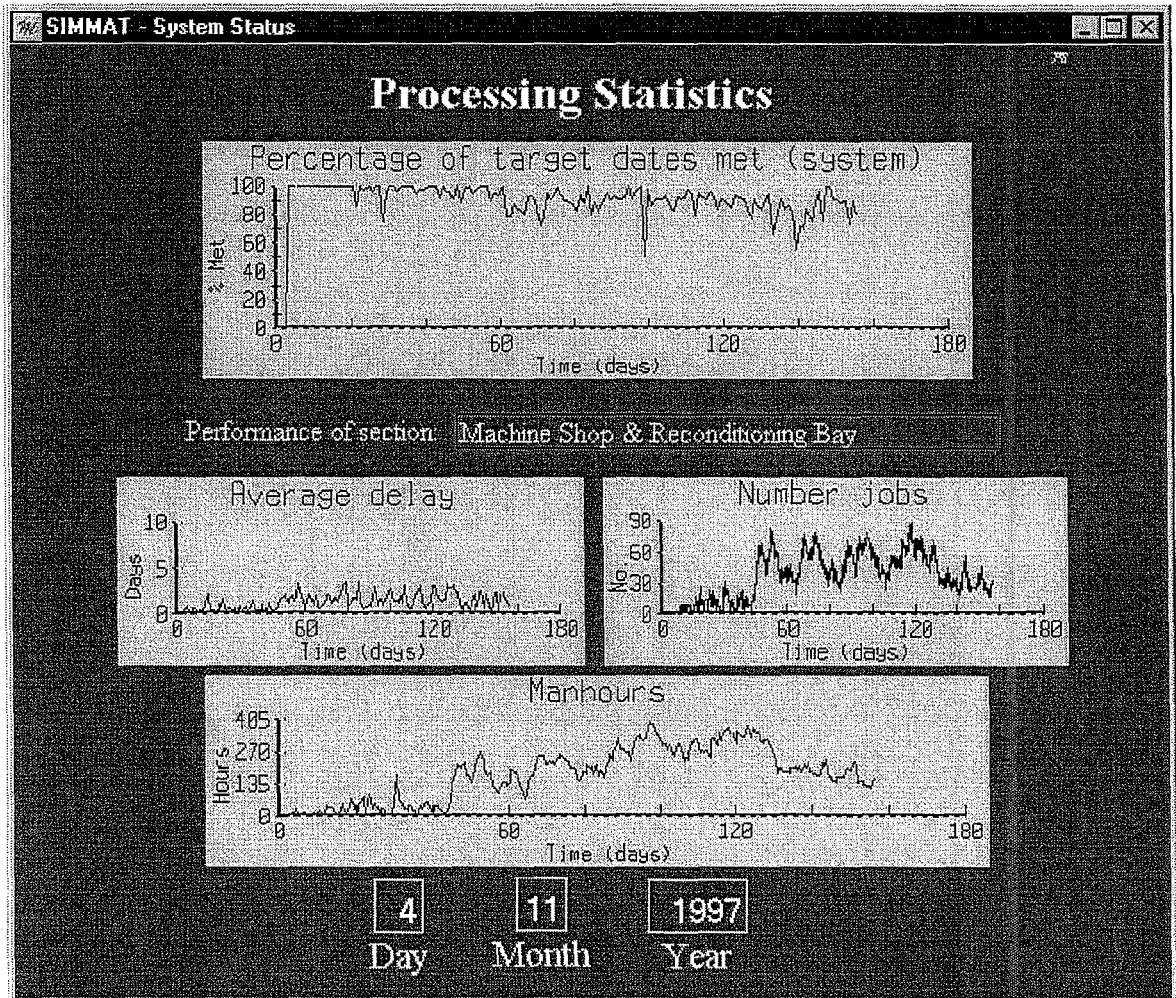 SIMMAT - System Status
Processing Statistics
Percentage of target dates met (system)
100
80
60
40
20
0
% Met
0 60 120 180
Time (days)
Performance of section: Machine Shop & Reconditioning Bay
Average delay
10
5
0
Days
0 60 120 180
Time (days)
Number jobs
90
60
30
0
No
0 60 120 180
Time (days)
Manhours
405
270
135
0
Hours
0 60 120 180
Time (days)
4 11 1997
Day Month Year